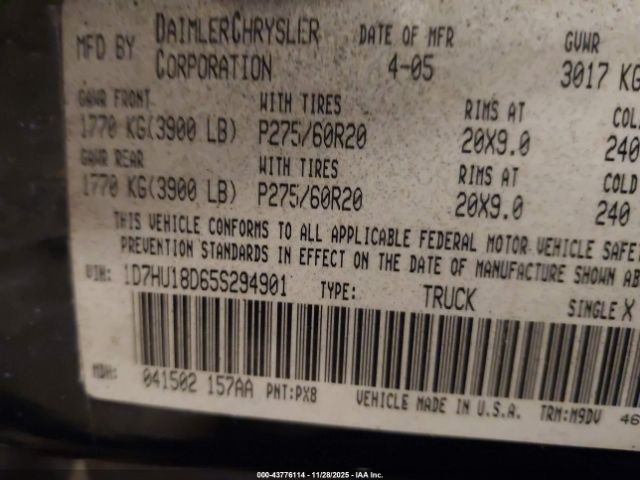 MFD BY DAIMLERCHRYSLER CORPORATION DATE OF MFR 4-05 GVWR 3017 KG
GAWR FRONT WITH TIRES RIMS AT COL
1770 KG(3900 LB) P275/60R20 20X9.0 240
GAWR REAR WITH TIRES RIMS AT COLD
1770 KG(3900 LB) P275/60R20 20X9.0 240
THIS VEHICLE CONFORMS TO ALL APPLICABLE FEDERAL MOTOR VEHICLE SAFE
PREVENTION STANDARDS IN EFFECT ON THE DATE OF MANUFACTURE SHOWN AB
VIN: 1D7HU18D65S294901 TYPE: TRUCK SINGLE X
MDH: 041502 157AA PNT:PX8 VEHICLE MADE IN U.S.A. TRM:M9DV 46
000-43776114 - 11/28/2025 - IAA Inc.